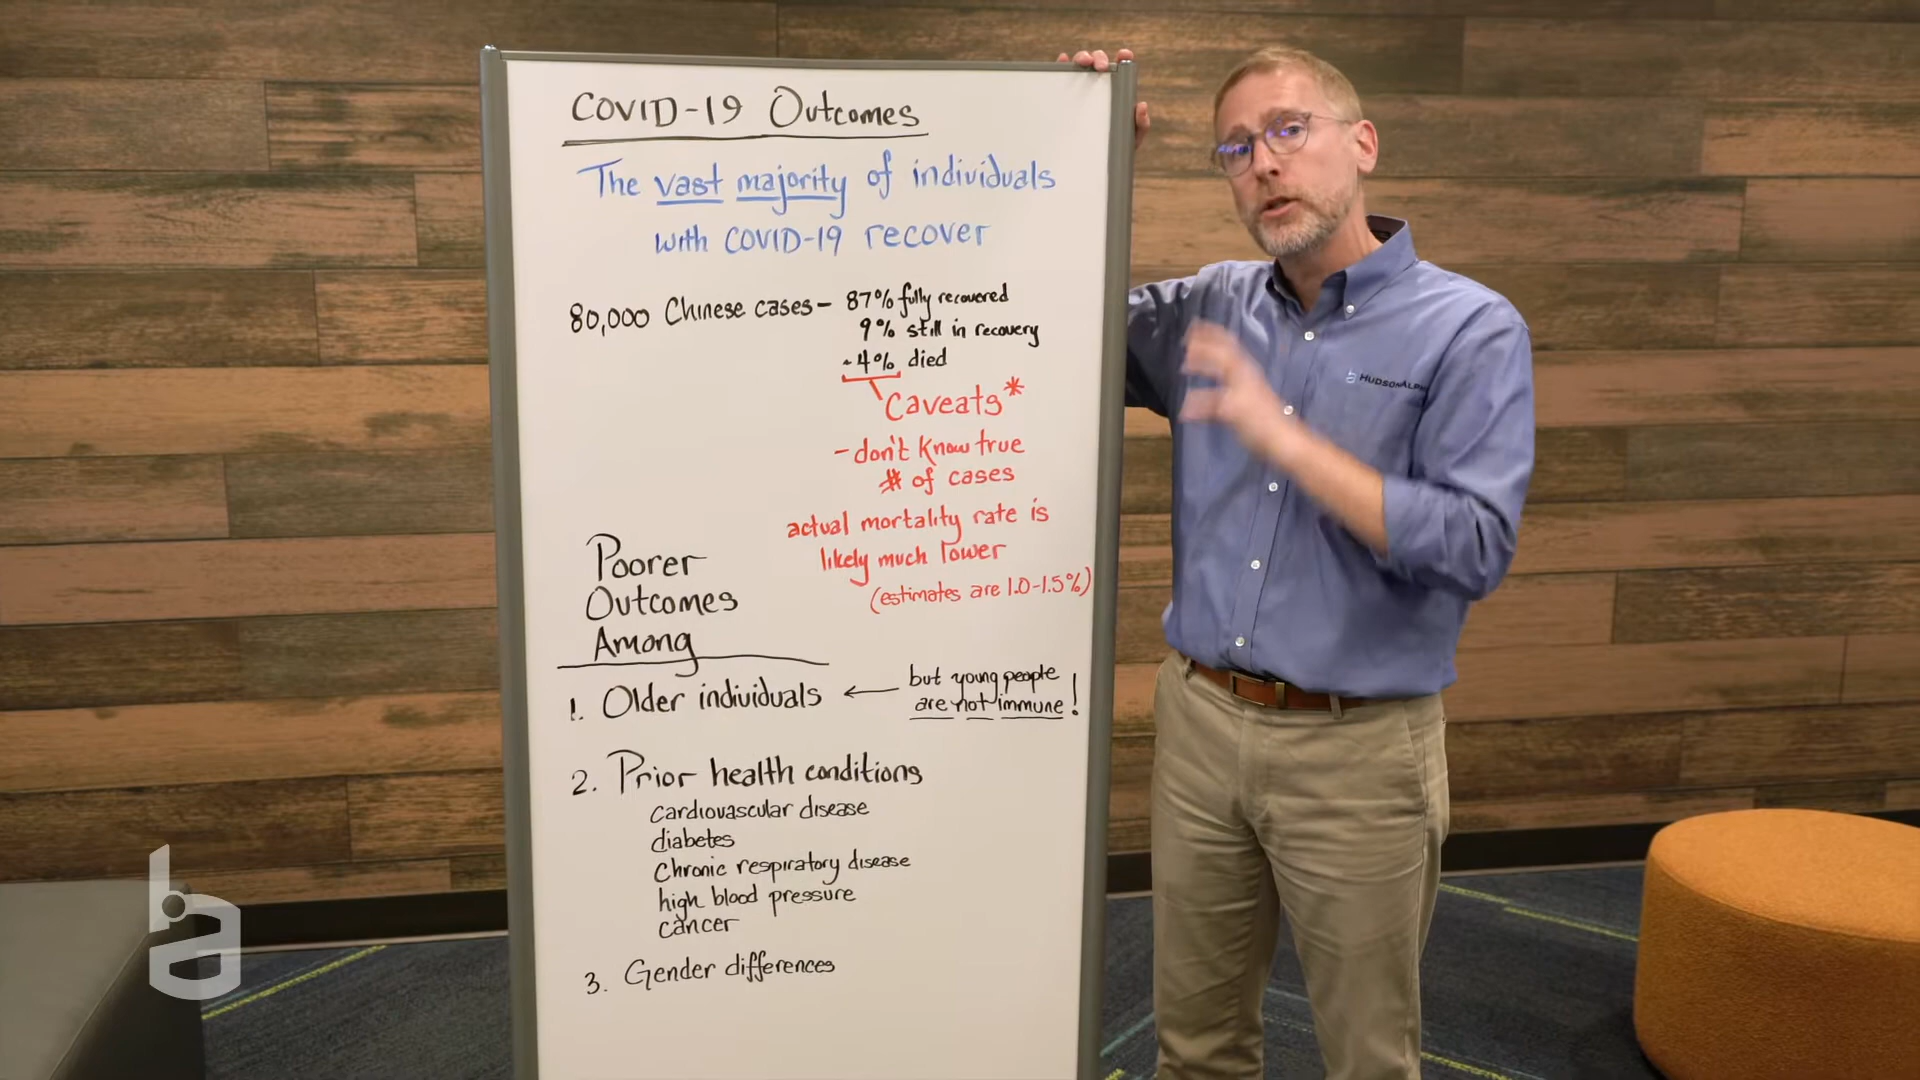 COVID-19 Outcomes
The vast majority of individuals
with COVID-19 recover
80,000 Chinese cases - 87% fully recovered
9% still in recovery
~4% died
Caveats*
- don't know true
# of cases
actual mortality rate is
likely much lower
(estimates are 1.0-1.5%)
Poorer
Outcomes
Among
1. Older individuals ← but young people
are not immune!
2. Prior health conditions
cardiovascular disease
diabetes
chronic respiratory disease
high blood pressure
cancer
3. Gender differences
ha